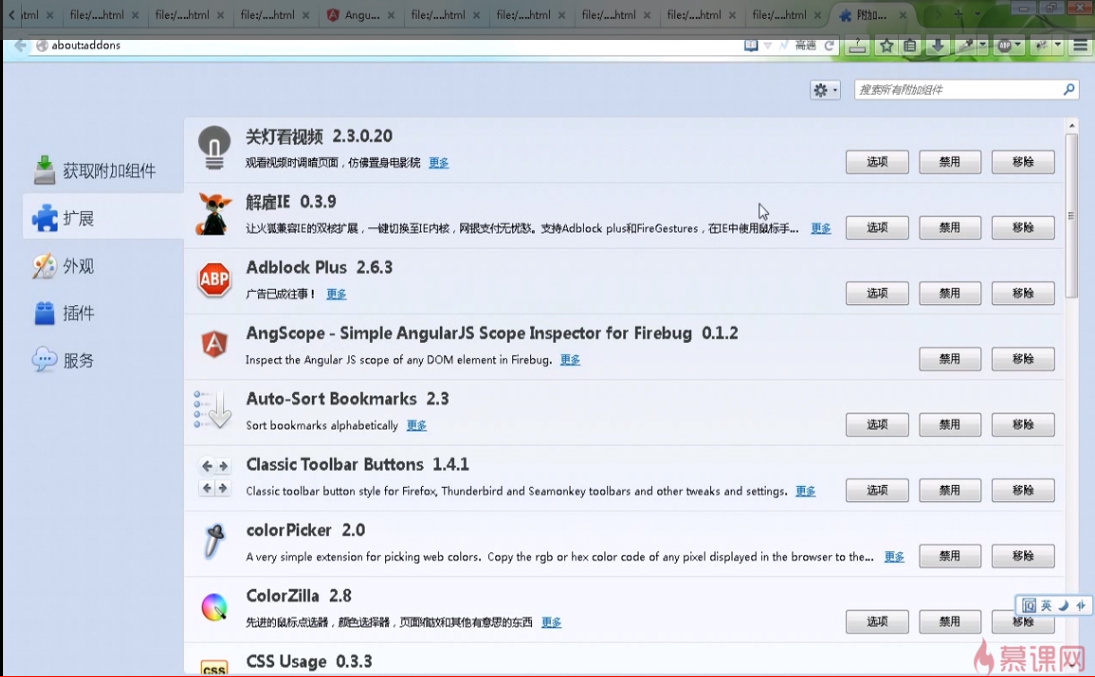 tml
file:/....html
file:/....html
file:/....html
Angu...
file:/....html
file:/....html
file:/....html
file:/....html
file:/....html
附加...
about:addons
高速
搜索所有附加组件
获取附加组件
扩展
外观
插件
服务
关灯看视频 2.3.0.20
观看视频时调暗页面，仿佛置身电影院 更多
选项 禁用 移除
解雇IE 0.3.9
让火狐兼容IE的双核扩展，一键切换至IE内核，网银支付无忧愁。支持Adblock plus和FireGestures，在IE中使用鼠标手... 更多
选项 禁用 移除
ABP
Adblock Plus 2.6.3
广告已成往事！ 更多
选项 禁用 移除
AngScope - Simple AngularJS Scope Inspector for Firebug 0.1.2
Inspect the Angular JS scope of any DOM element in Firebug. 更多
禁用 移除
Auto-Sort Bookmarks 2.3
Sort bookmarks alphabetically 更多
选项 禁用 移除
Classic Toolbar Buttons 1.4.1
Classic toolbar button style for Firefox, Thunderbird and Seamonkey toolbars and other tweaks and settings. 更多
选项 禁用 移除
colorPicker 2.0
A very simple extension for picking web colors. Copy the rgb or hex color code of any pixel displayed in the browser to the... 更多
禁用 移除
ColorZilla 2.8
先进的鼠标点选器，颜色选择器，页面缩放和其他有意思的东西 更多
选项 禁用 移除
英
CSS
CSS Usage 0.3.3
慕课网